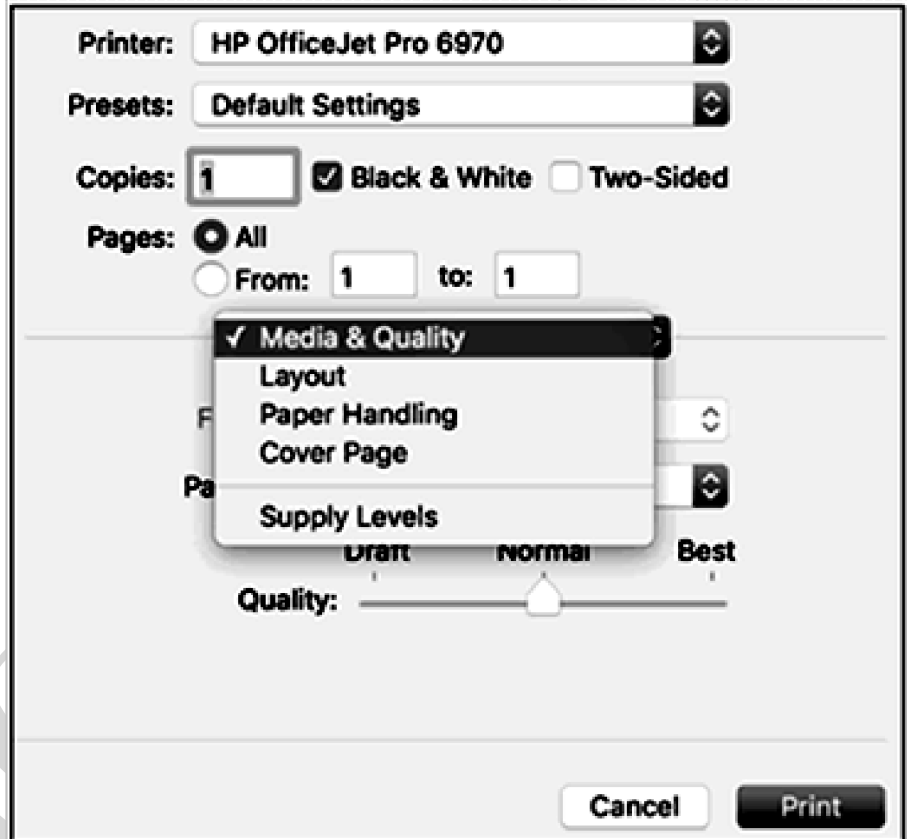 Printer: HP OfficeJet Pro 6970
Presets: Default Settings
Copies: 1 Black & White Two-Sided
Pages: All
From: 1 to: 1
✓ Media & Quality
Layout
Paper Handling
Cover Page
Supply Levels
Draft Normal Best
Quality:
Cancel Print